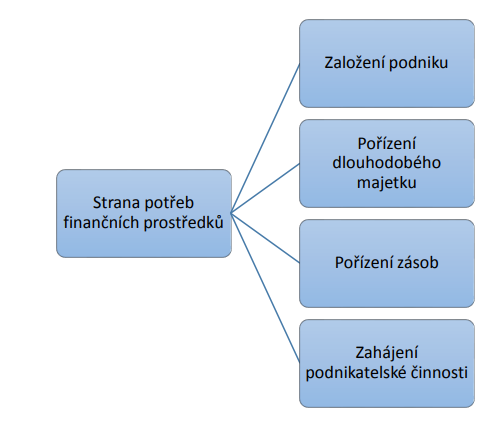 Založení podniku
Pořízení
dlouhodobého
majetku
Strana potřeb
finančních prostředků
Pořízení zásob
Zahájení
podnikatelské činnosti